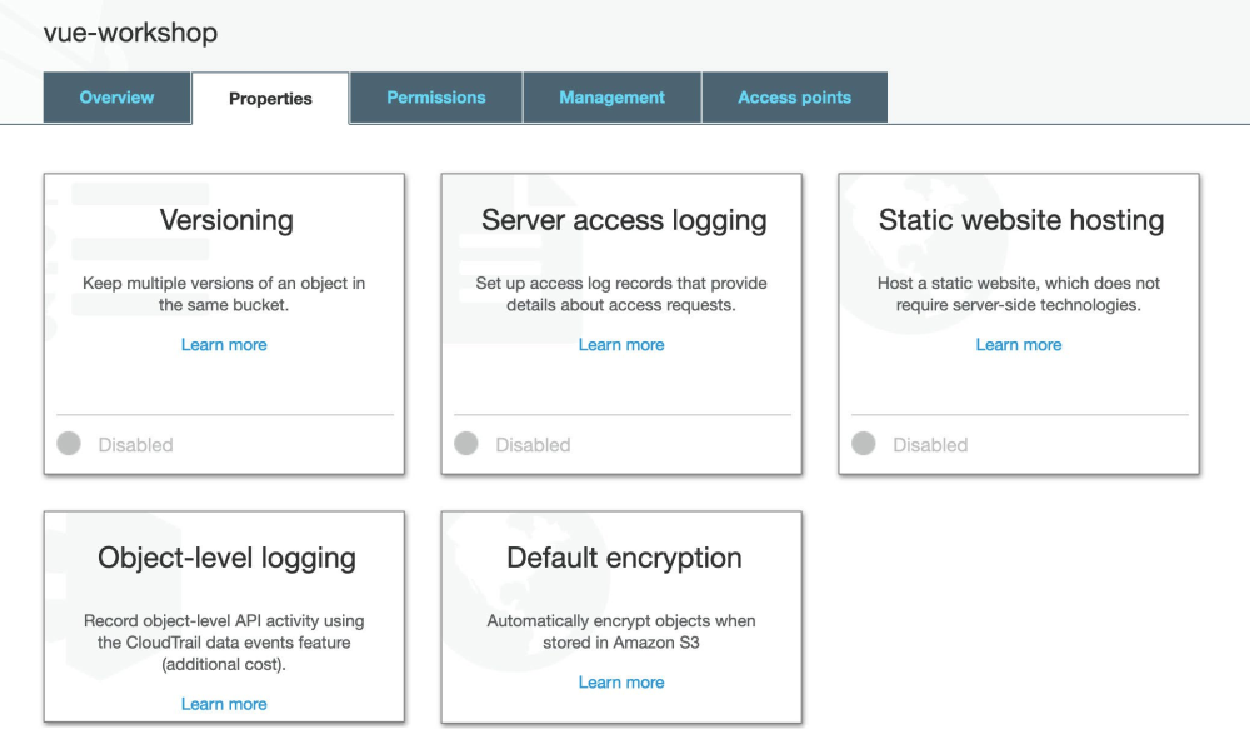 vue-workshop
Overview
Properties
Permissions
Management
Access points
Versioning
Keep multiple versions of an object in
the same bucket.
Learn more
Disabled
Server access logging
Set up access log records that provide
details about access requests.
Learn more
Disabled
Static website hosting
Host a static website, which does not
require server-side technologies.
Learn more
Disabled
Object-level logging
Record object-level API activity using
the CloudTrail data events feature
(additional cost).
Learn more
Default encryption
Automatically encrypt objects when
stored in Amazon S3
Learn more